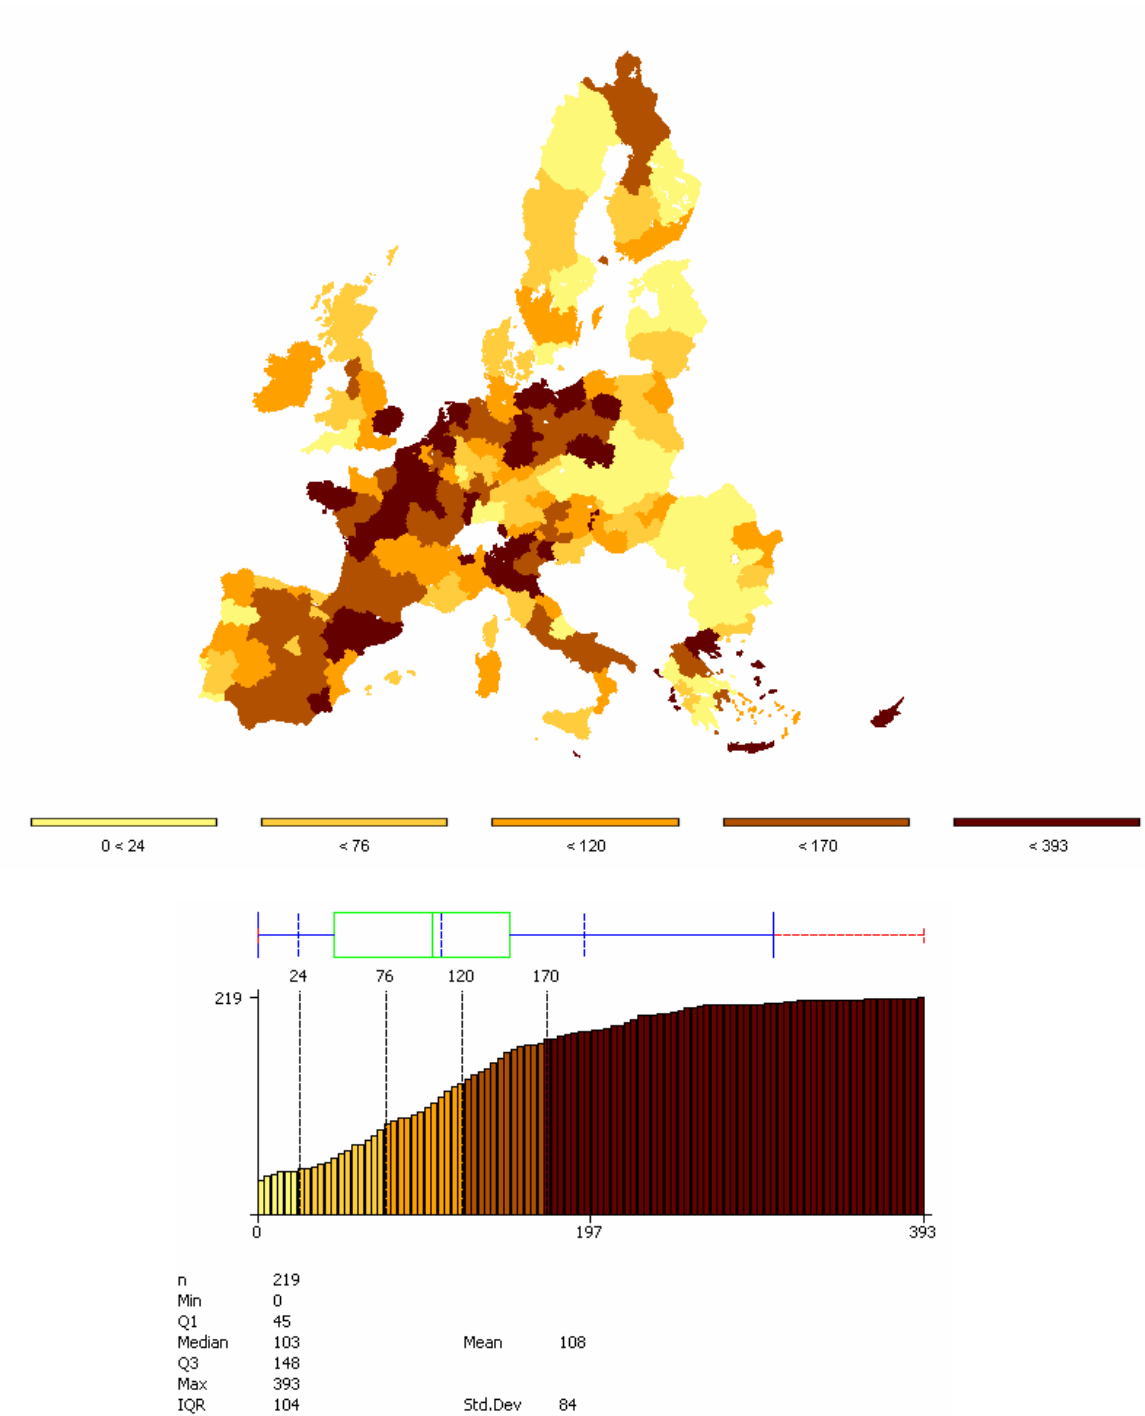 0 < 24 < 76 < 120 < 170 < 393
24 76 120 170
219
0 197 393
n 219
Min 0
Q1 45
Median 103 Mean 108
Q3 148
Max 393
IQR 104 Std.Dev 84